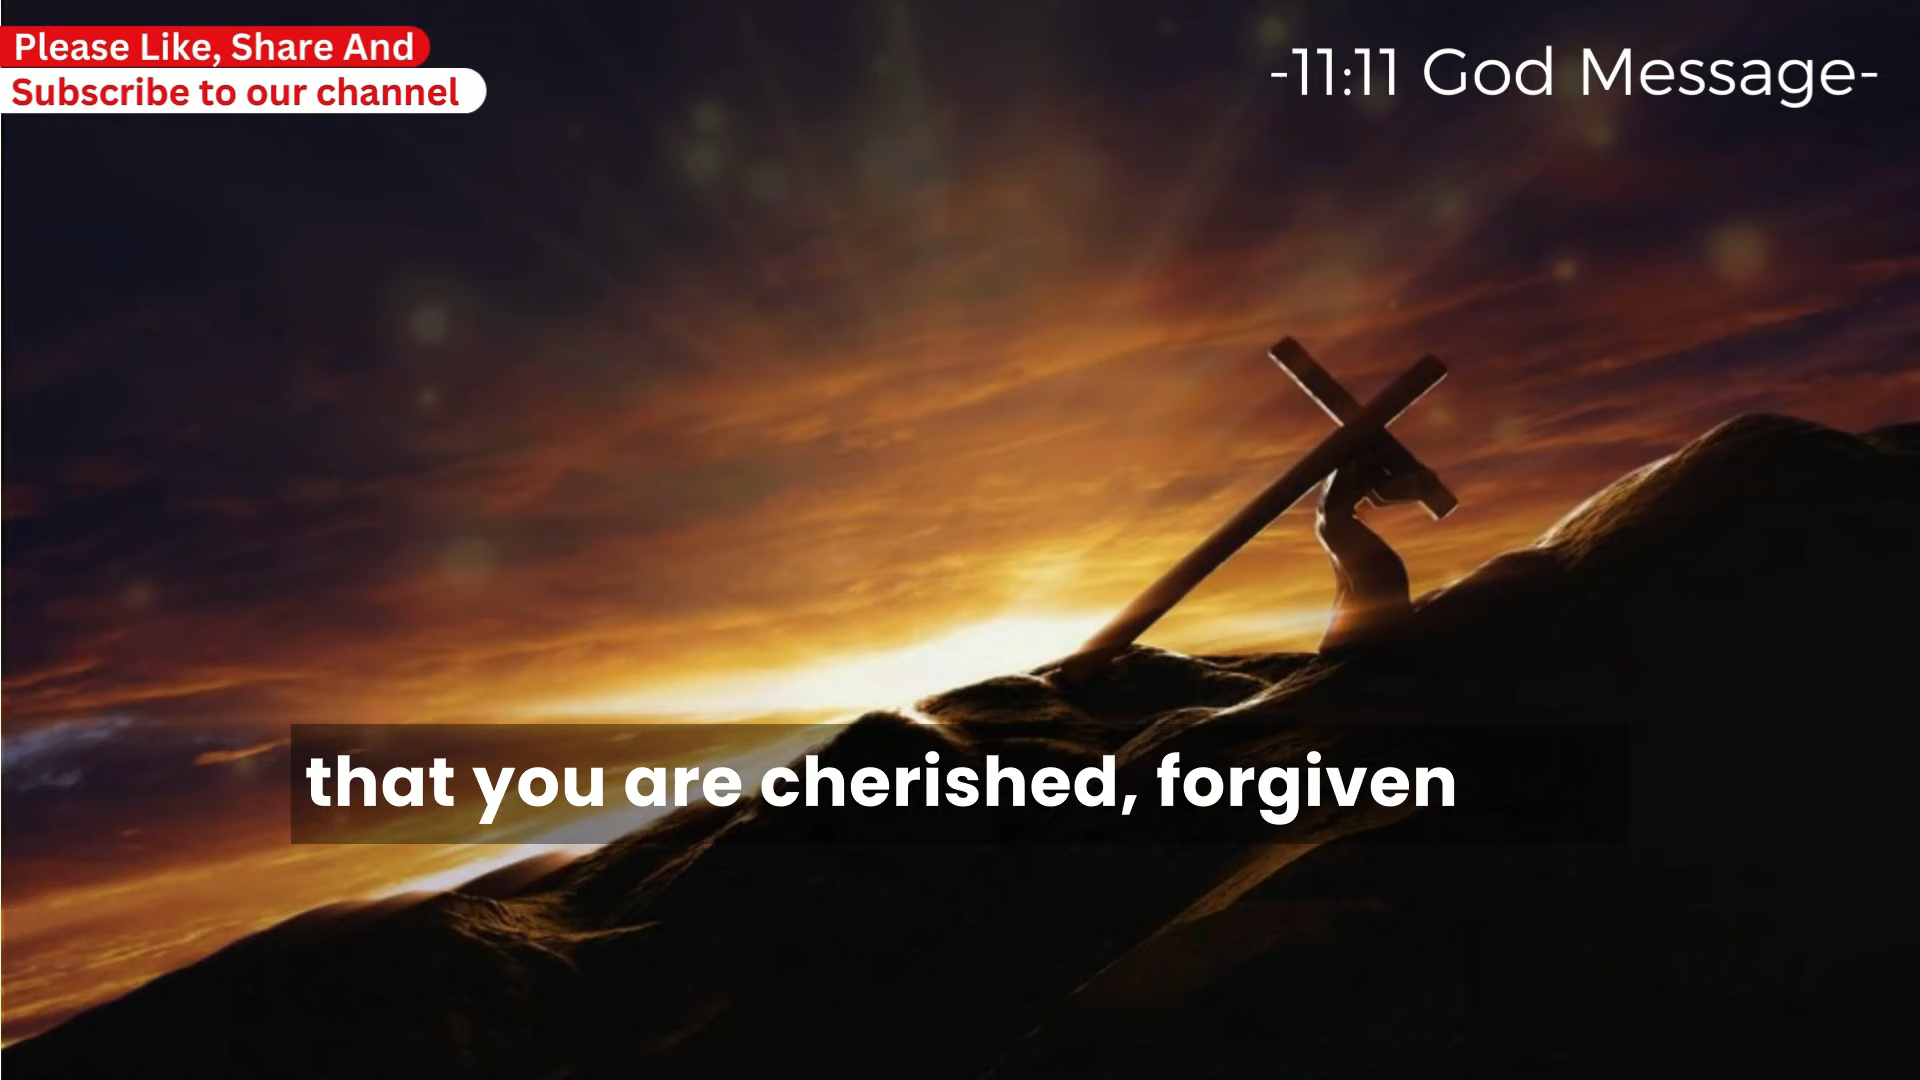 Please Like, Share And
Subscribe to our channel
-11:11 God Message-
that you are cherished, forgiven